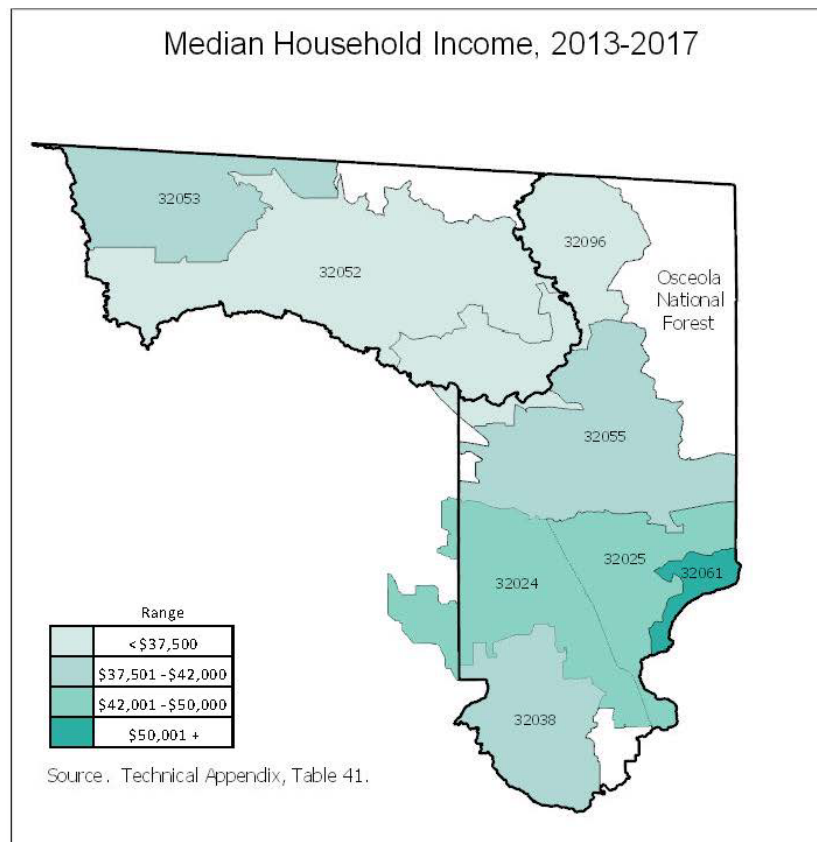 Median Household Income, 2013-2017
32053
32096
32052
Osceola
National
Forest
32055
32025
32061
32024
Range
<$37,500
$37,501 -$42,000
$42,001 -$50,000
$50,001 +
32038
Source. Technical Appendix, Table 41.